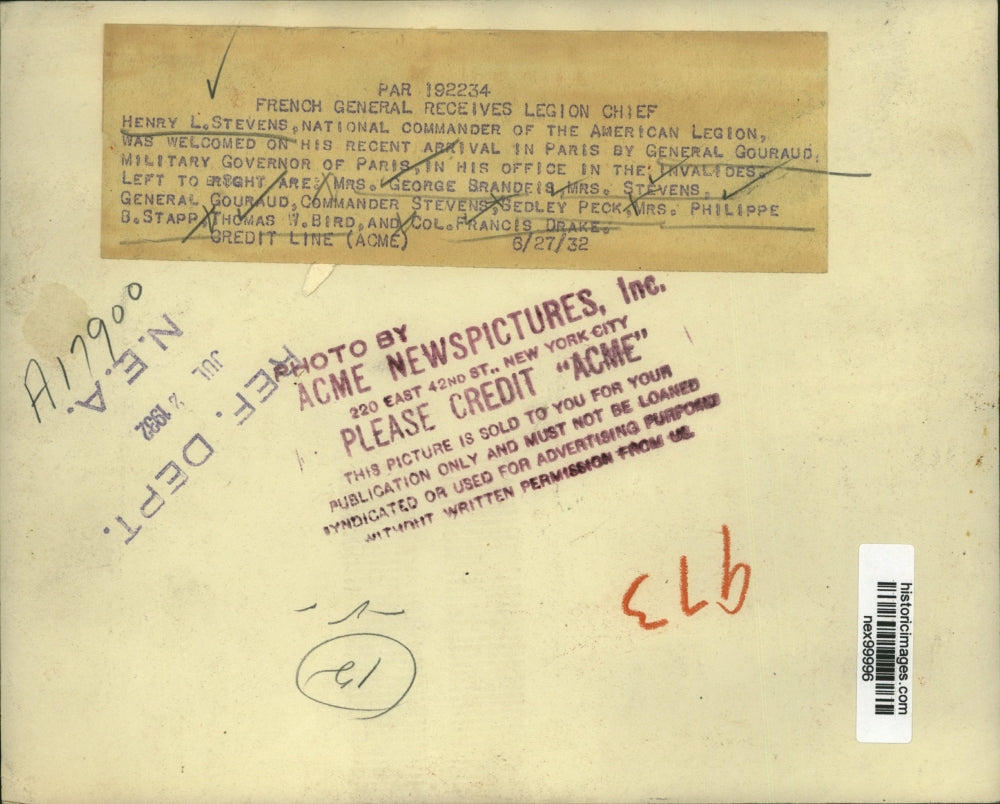 PAR 192234
FRENCH GENERAL RECEIVES LEGION CHIEF
HENRY L.STEVENS,NATIONAL COMMANDER OF THE AMERICAN LEGION,
WAS WELCOMED ON HIS RECENT ARRIVAL IN PARIS BY GENERAL GOURAUD,
MILITARY GOVERNOR OF PARIS,IN HIS OFFICE IN THE INVALIDES.
LEFT TO RIGHT ARE: MRS. GEORGE BRANDEIS,MRS. STEVENS,
GENERAL GOURAUD,COMMANDER STEVENS,SEDLEY PECK,MRS. PHILIPPE
B.STAPP,THOMAS W.BIRD,AND COL.FRANCIS DRAKE.
CREDIT LINE (ACME) 6/27/32
A17900
N.E.A.
JUL 2 1932
REF. DEPT.
PHOTO BY
ACME NEWSPICTURES, Inc.
220 EAST 42ND ST., NEW YORK CITY
PLEASE CREDIT "ACME"
THIS PICTURE IS SOLD TO YOU FOR YOUR
PUBLICATION ONLY AND MUST NOT BE LOANED
SYNDICATED OR USED FOR ADVERTISING PURPOSES
WITHOUT WRITTEN PERMISSION FROM US.
973
historicimages.com
nex99996